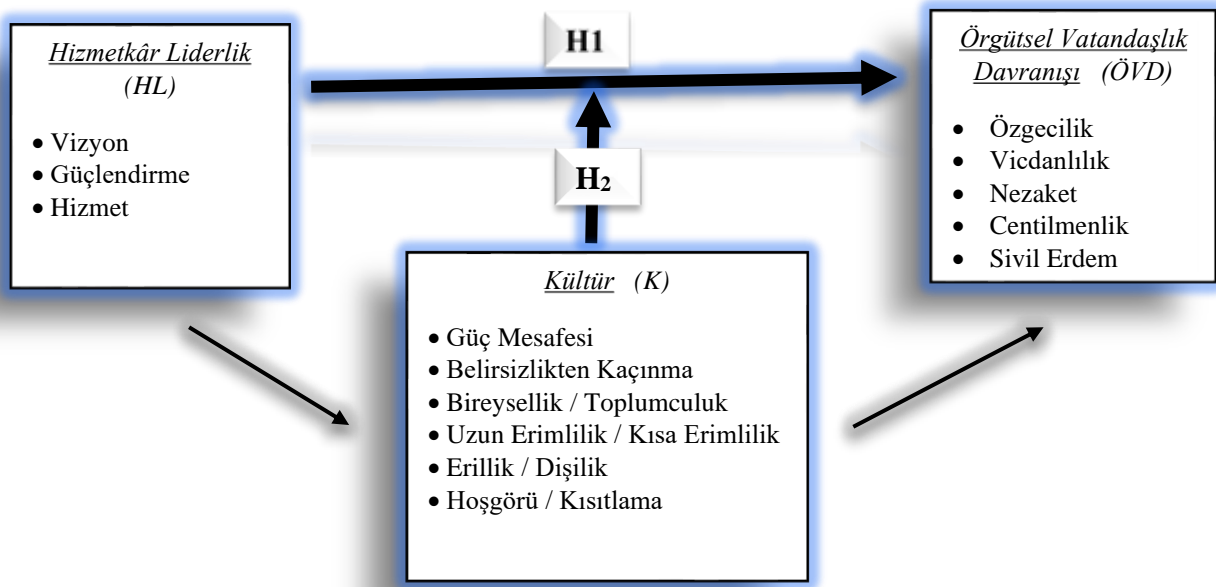 Hizmetkâr Liderlik
(HL)
• Vizyon
• Güçlendirme
• Hizmet
H1
H₂
Örgütsel Vatandaşlık
Davranışı (ÖVD)
• Özgecilik
• Vicdanlılık
• Nezaket
• Centilmenlik
• Sivil Erdem
Kültür (K)
• Güç Mesafesi
• Belirsizlikten Kaçınma
• Bireysellik / Toplumculuk
• Uzun Erimlilik / Kısa Erimlilik
• Erillik / Dişilik
• Hoşgörü / Kısıtlama